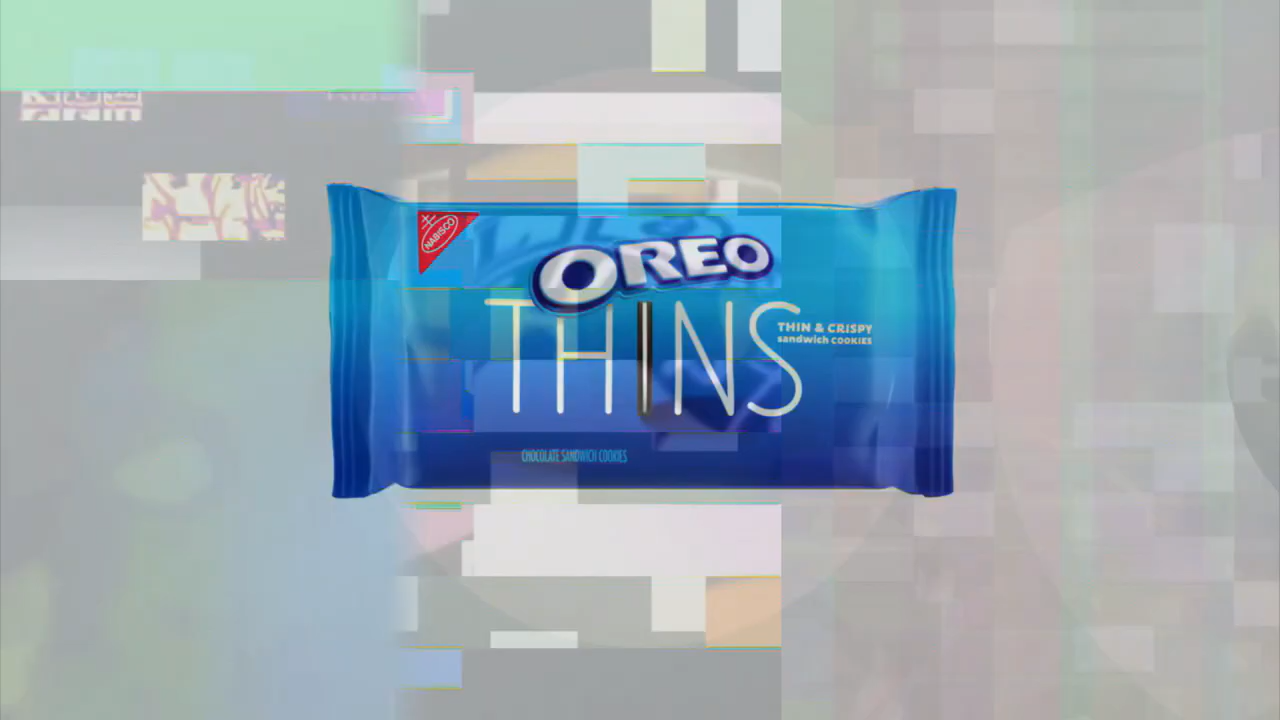 NABISCO
OREO
THINS
THIN & CRISPY
sandwich COOKIES
CHOCOLATE SANDWICH COOKIES